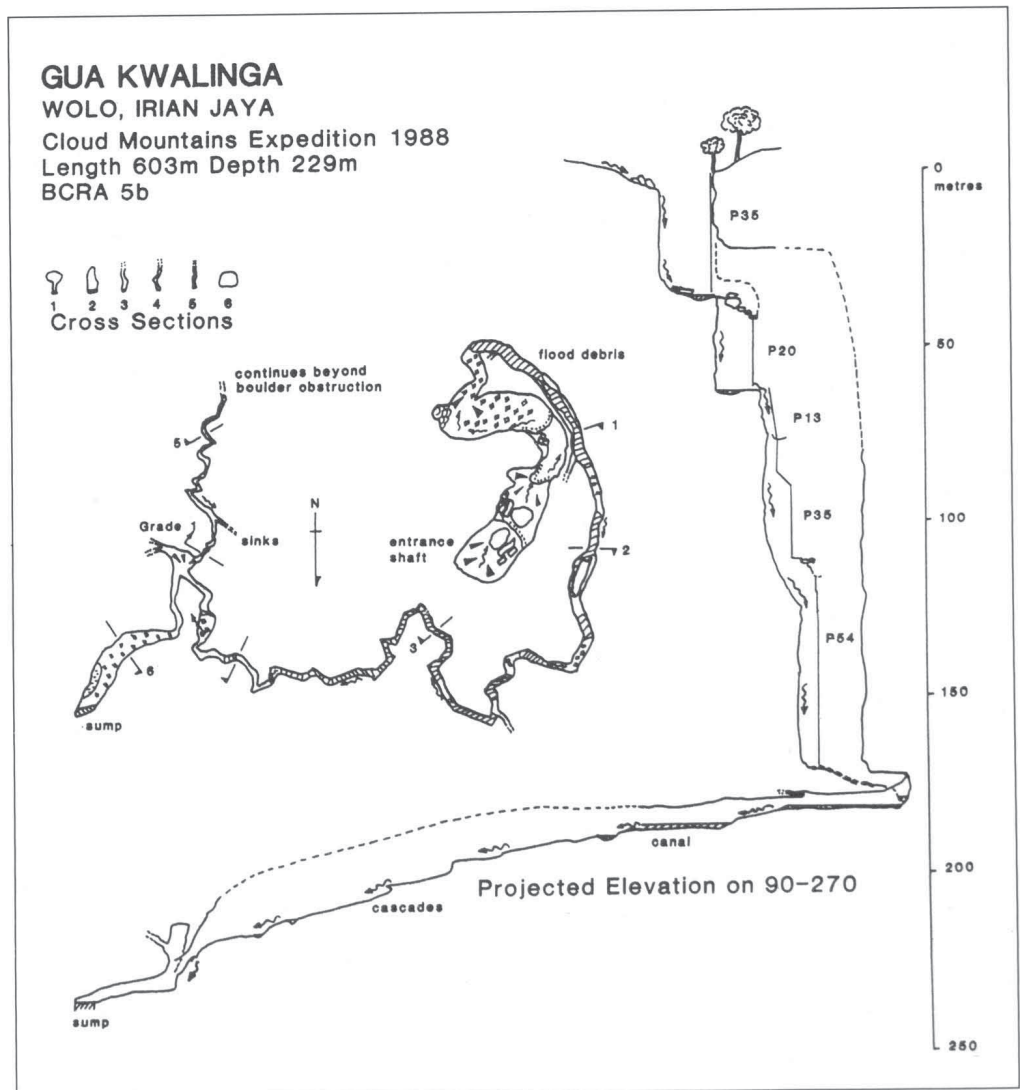 GUA KWALINGA
WOLO, IRIAN JAYA
Cloud Mountains Expedition 1988
Length 603m Depth 229m
BCRA 5b
1 2 3 4 5 6
Cross Sections
continues beyond
boulder obstruction
5
Grade 1
sinks
N
flood debris
1
entrance
shaft
2
3
6
sump
0
metres
P35
50
P20
P13
100
P35
P54
150
canal
200
Projected Elevation on 90-270
cascades
sump
250